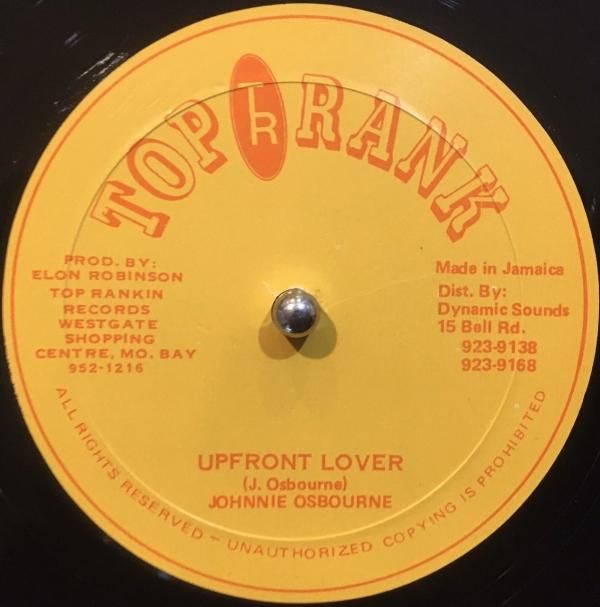 TOP TR RANK
PROD. BY:
ELON ROBINSON
TOP RANKIN
RECORDS
WESTGATE
SHOPPING
CENTRE, MO. BAY
952-1216
Made in Jamaica
Dist. By:
Dynamic Sounds
15 Bell Rd.
923-9138
923-9168
UPFRONT LOVER
(J. Osbourne)
JOHNNIE OSBOURNE
ALL RIGHTS RESERVED - UNAUTHORIZED COPYING IS PROHIBITED